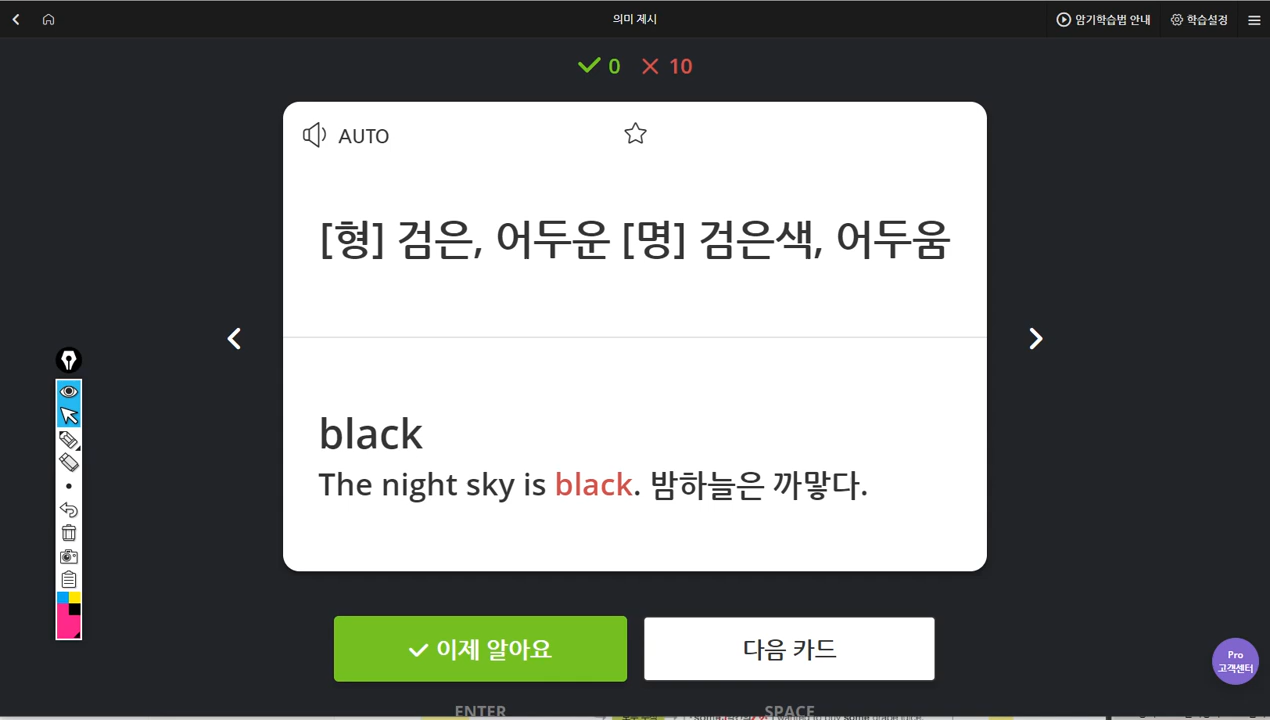 의미 제시
암기학습법 안내
학습설정
0 10
AUTO
[형] 검은, 어두운 [명] 검은색, 어두움
black
The night sky is black. 밤하늘은 까맣다.
이제 알아요
다음 카드
Pro
고객센터
ENTER
SPACE